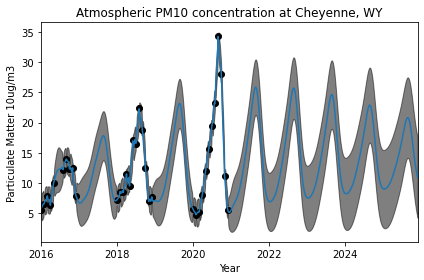 Atmospheric PM10 concentration at Cheyenne, WY
Particulate Matter 10ug/m3
35
30
25
20
15
10
5
2016 2018 2020 2022 2024
Year